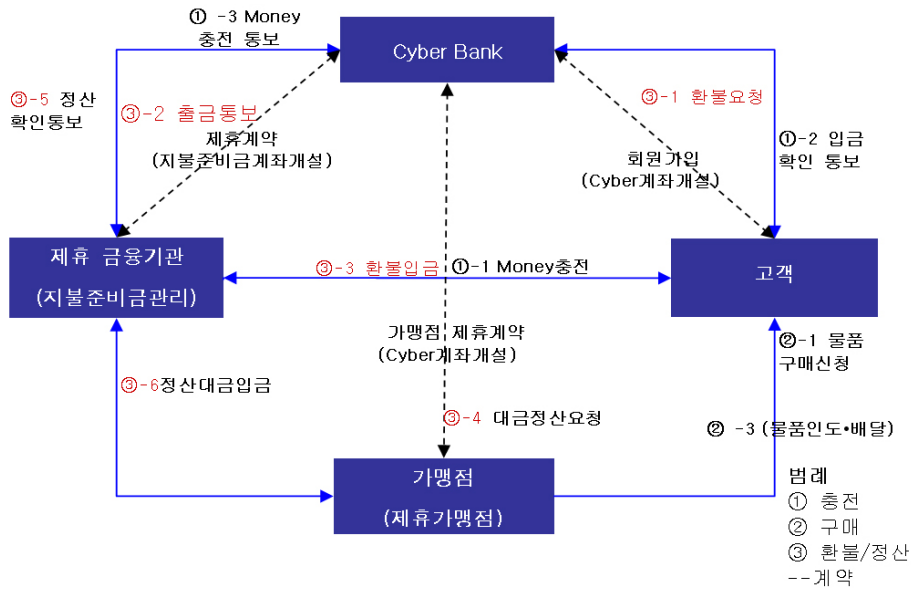 ① -3 Money
충전 통보
Cyber Bank
③-5 정산
확인통보
③-2 출금통보
제휴계약
(지불준비금계좌개설)
③-1 환불요청
①-2 입금
확인 통보
회원가입
(Cyber계좌개설)
제휴 금융기관
(지불준비금관리)
③-3 환불입금
①-1 Money충전
고객
가맹점 제휴계약
(Cyber계좌개설)
②-1 물품
구매신청
③-6정산대금입금
③-4 대금정산요청
② -3 (물품인도•배달)
가맹점
(제휴가맹점)
범례
① 충전
② 구매
③ 환불/정산
--계약